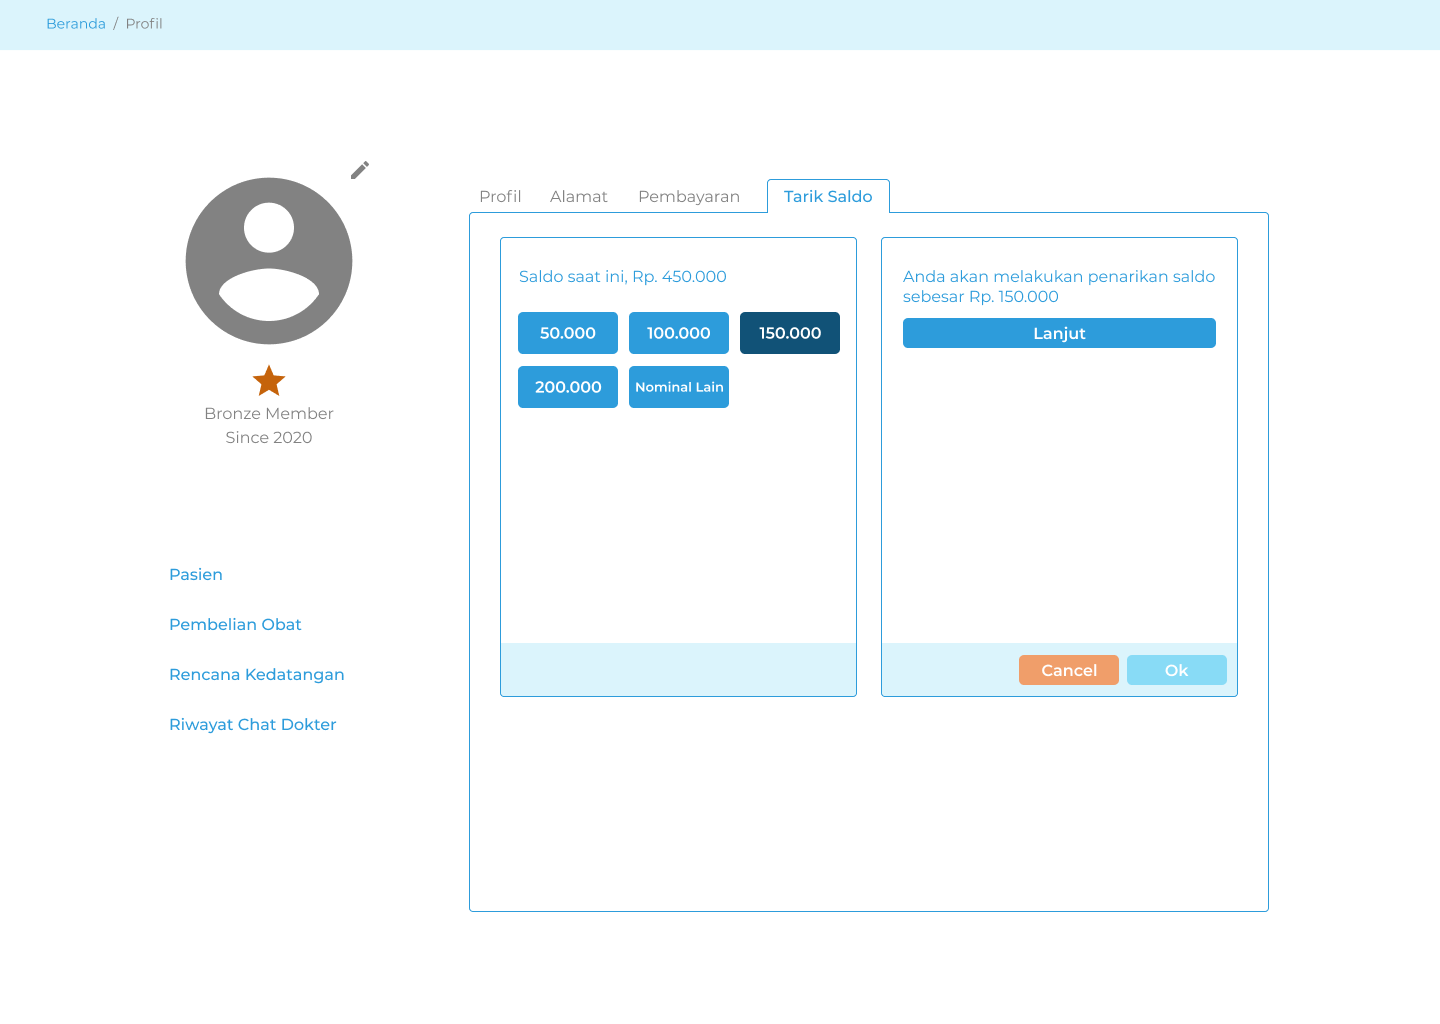 Beranda / Profil
Bronze Member
Since 2020
Pasien
Pembelian Obat
Rencana Kedatangan
Riwayat Chat Dokter
Profil
Alamat
Pembayaran
Tarik Saldo
Saldo saat ini, Rp. 450.000
50.000
100.000
150.000
200.000
Nominal Lain
Anda akan melakukan penarikan saldo
sebesar Rp. 150.000
Lanjut
Cancel
Ok